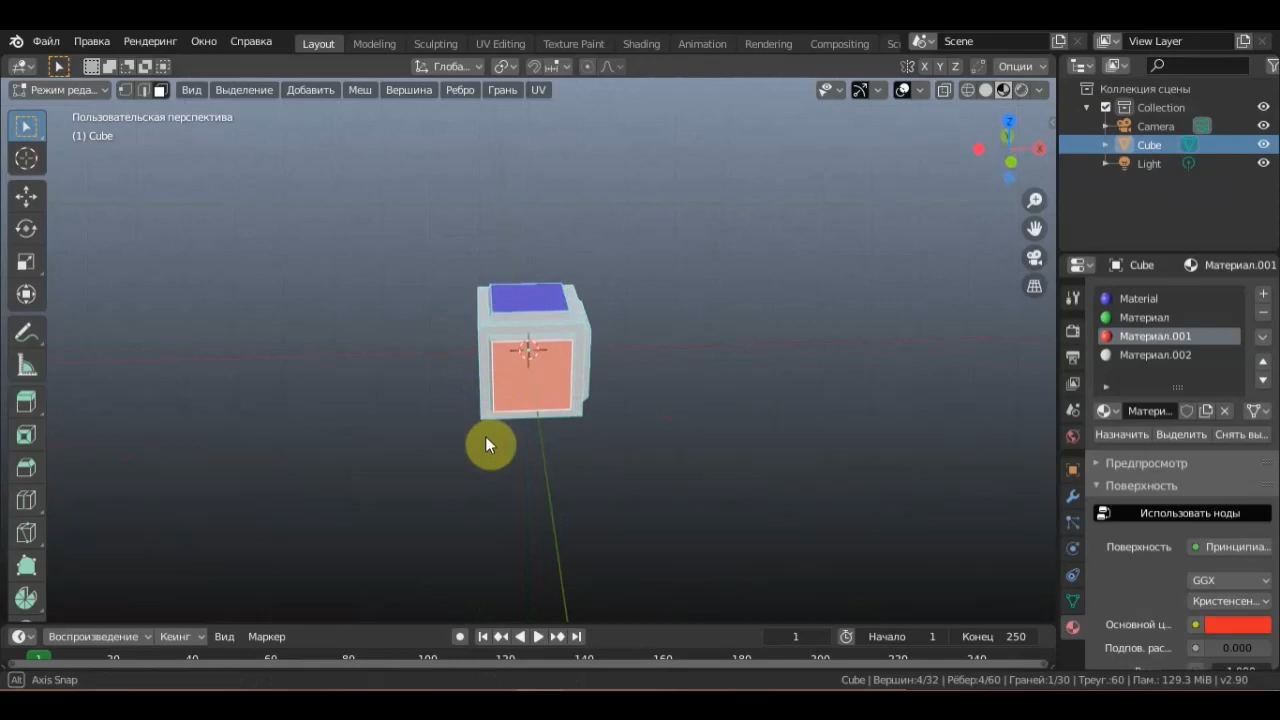 Файл Правка Рендеринг Окно Справка Layout Modeling Sculpting UV Editing Texture Paint Shading Animation Rendering Compositing Sc Scene View Layer
Глоба... X Y Z Опции
Режим реда... Вид Выделение Добавить Меш Вершина Ребро Грань UV
Коллекция сцены
Collection
Camera
Cube
Light
Пользовательская перспектива
(1) Cube
Z
X
Cube Материал.001
Material
Материал
Материал.001
Материал.002
Матери...
Назначить Выделить Снять вы...
Предпросмотр
Поверхность
Использовать ноды
Поверхность Принципиа...
GGX
Кристенсен...
Основной ц...
Подпов. рас... 0.000
Воспроизведение Кеинг Вид Маркер 1 Начало 1 Конец 250
1 20 80 100 120 140 160 180 200 220 240
Alt Axis Snap Cube | Вершин:4/32 | Рёбер:4/60 | Граней:1/30 | Треуг.:60 | Пам.: 129.3 MiB | v2.90